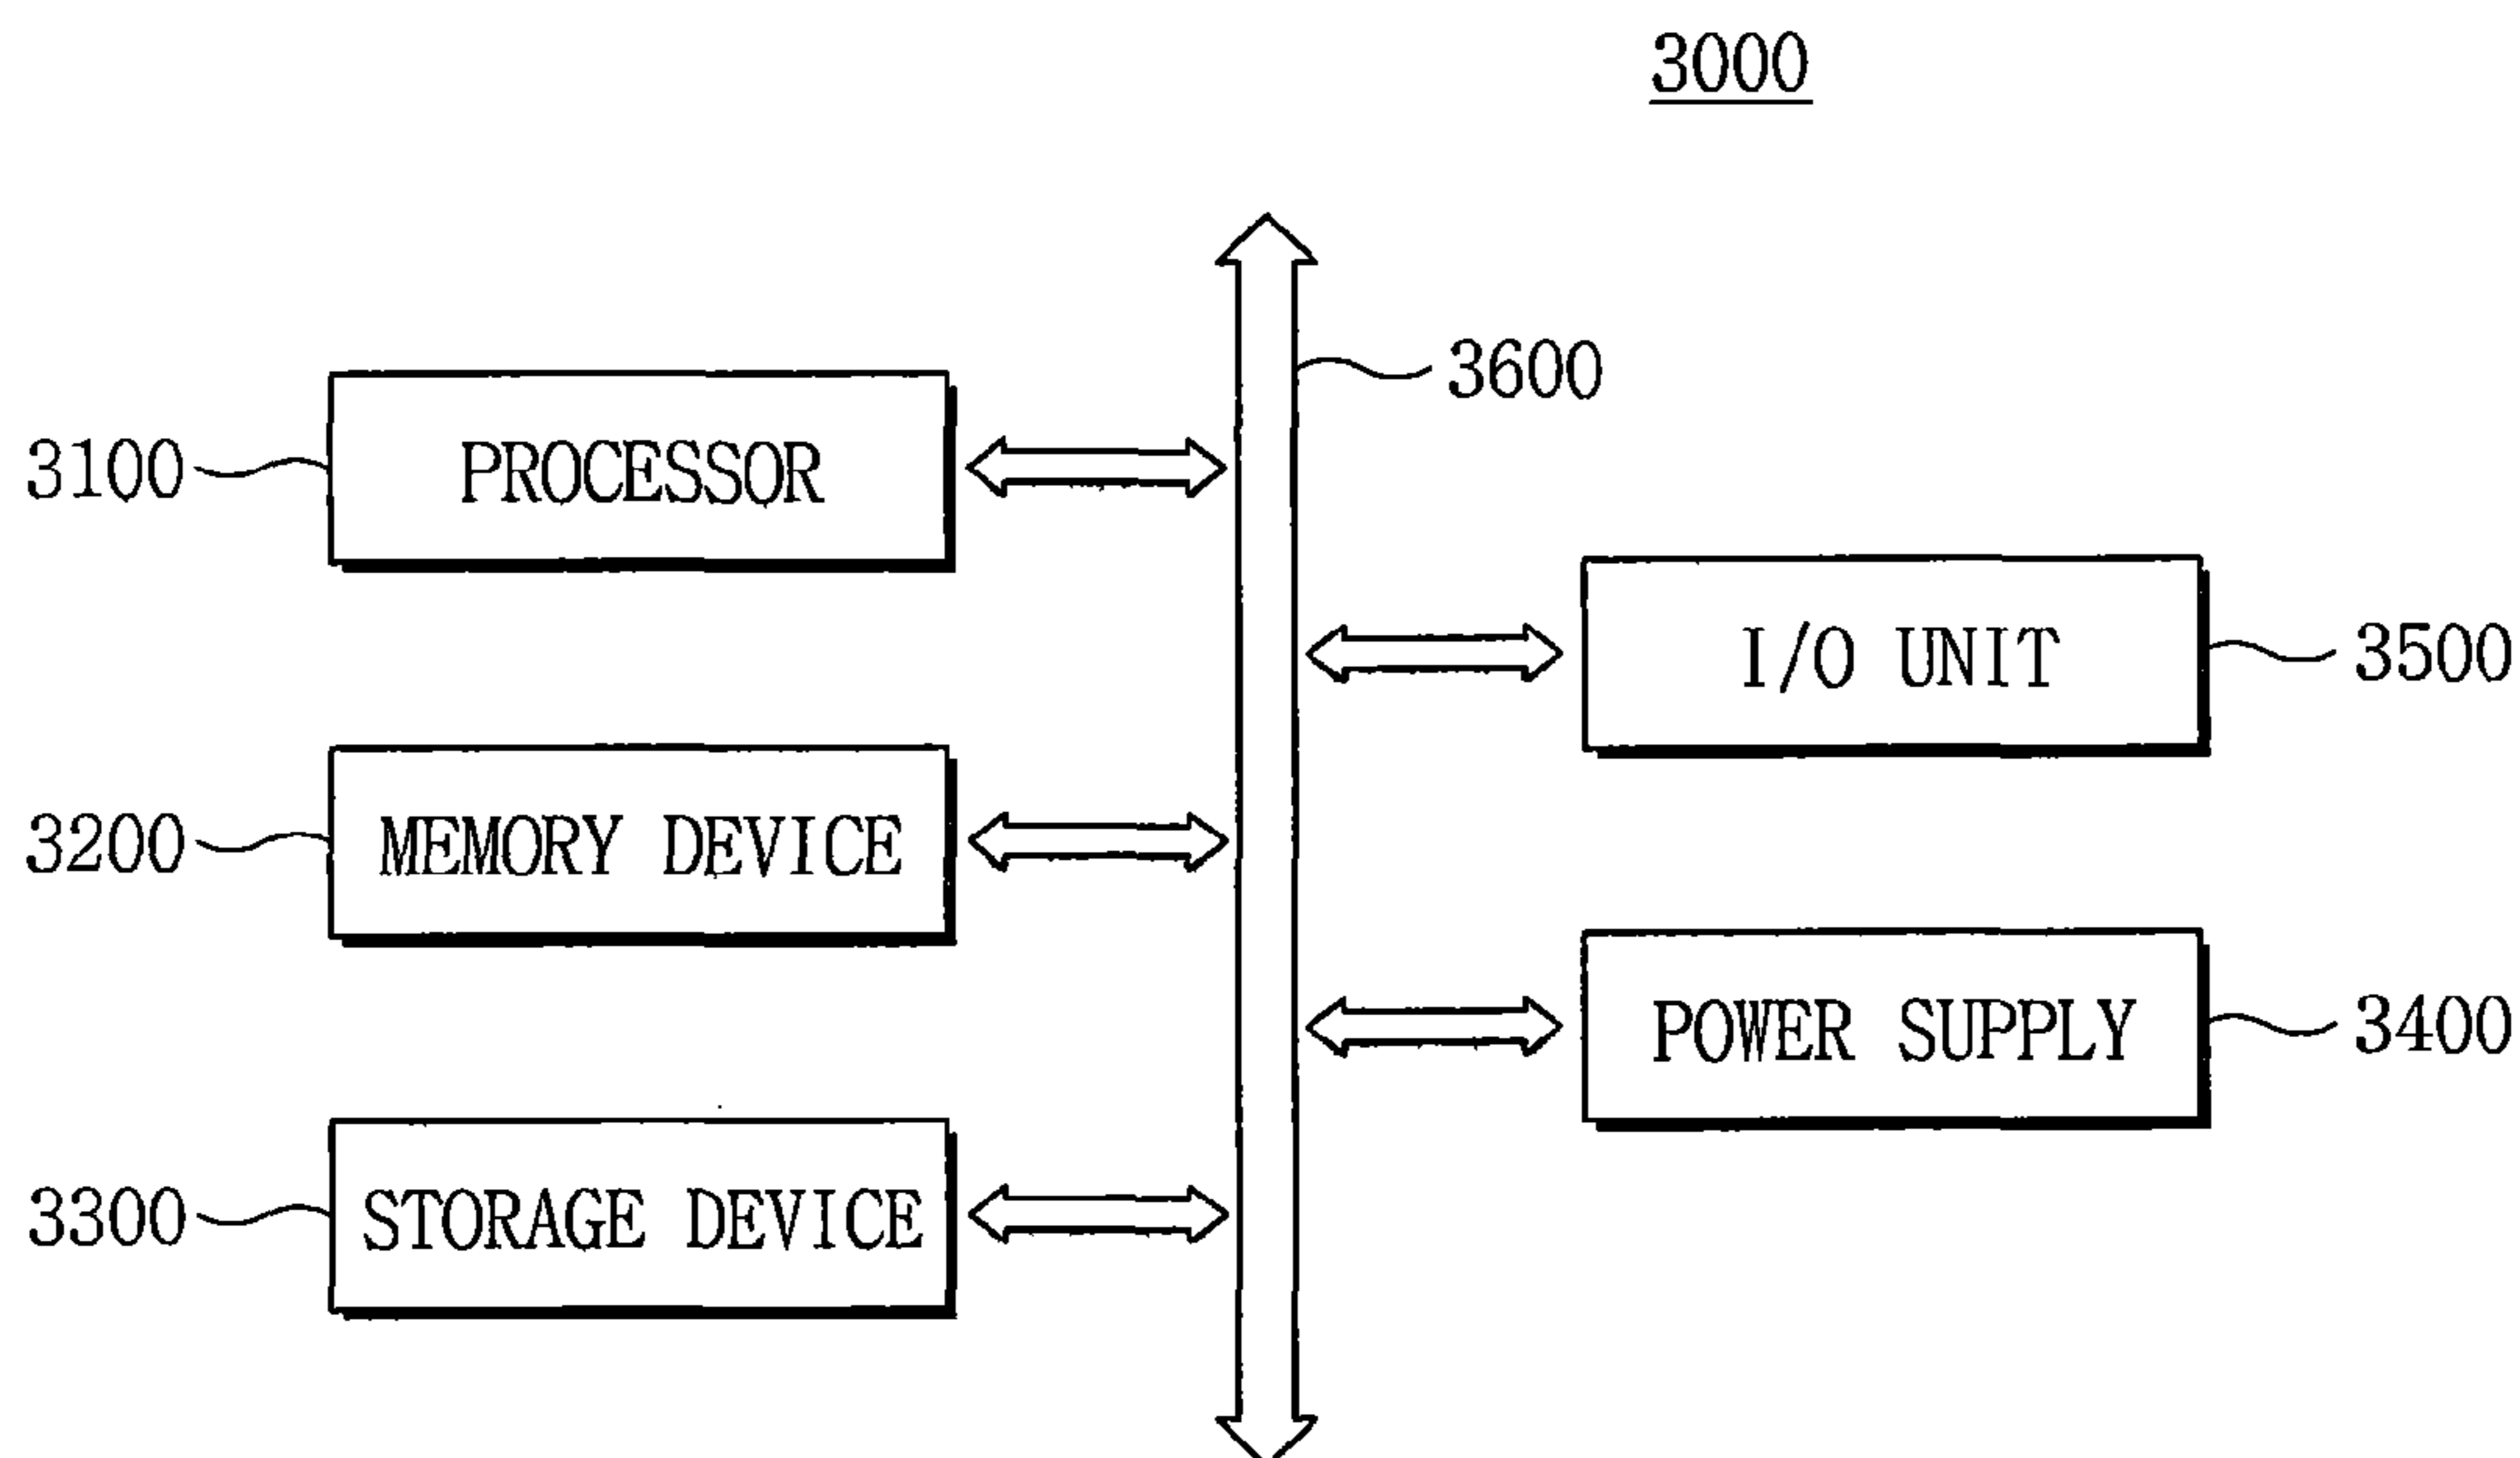 3000
3600
3100
PROCESSOR
I/O UNIT
3500
3200
MEMORY DEVICE
POWER SUPPLY
3400
3300
STORAGE DEVICE